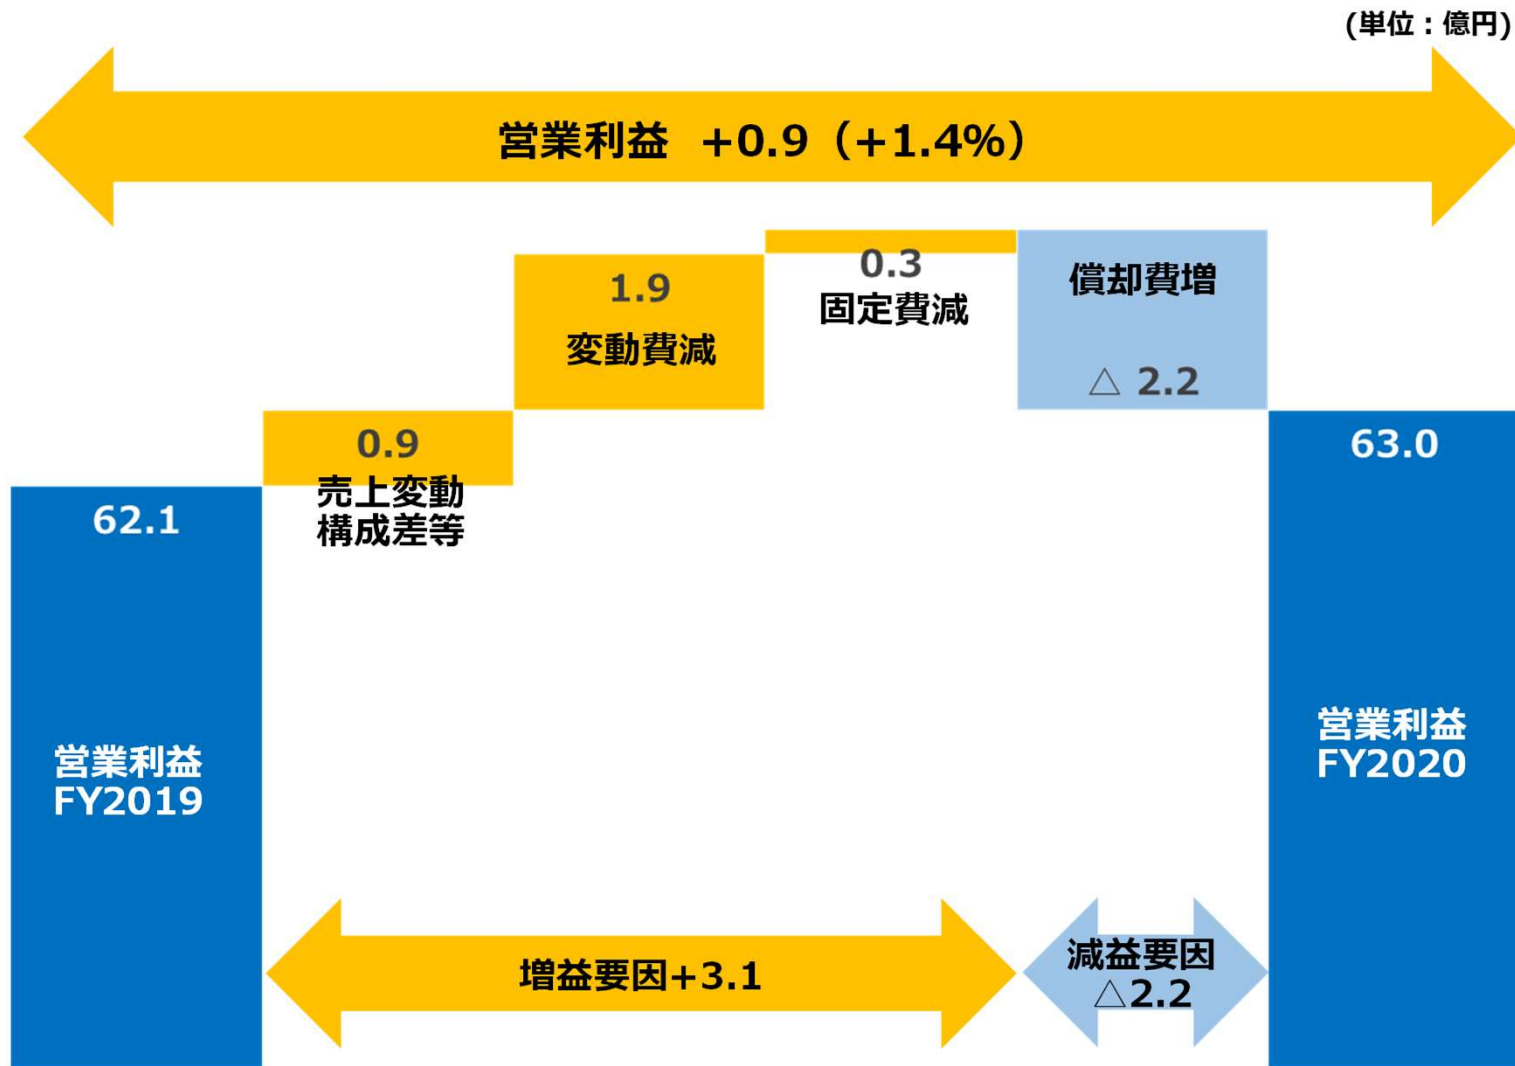 (単位：億円)
営業利益 +0.9（+1.4%）
0.3
固定費減
償却費増
△ 2.2
1.9
変動費減
0.9
売上変動
構成差等
62.1
63.0
営業利益
FY2019
営業利益
FY2020
増益要因+3.1
減益要因
△2.2